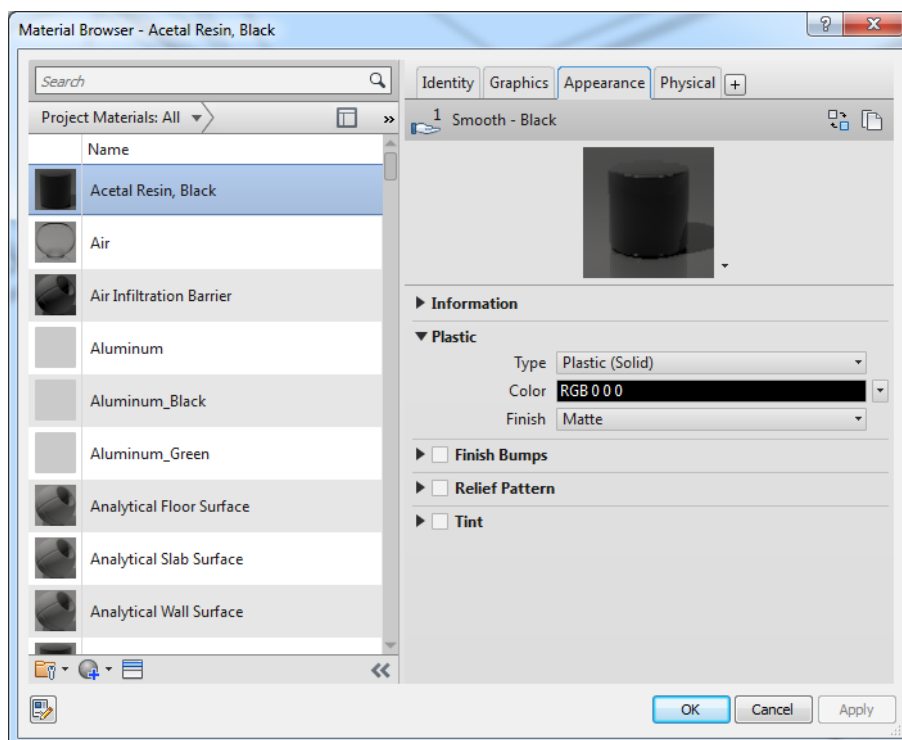 Material Browser - Acetal Resin, Black
?
X
Search
Project Materials: All
»
Name
Acetal Resin, Black
Air
Air Infiltration Barrier
Aluminum
Aluminum_Black
Aluminum_Green
Analytical Floor Surface
Analytical Slab Surface
Analytical Wall Surface
Identity Graphics Appearance Physical +
1 Smooth - Black
Information
Plastic
Type Plastic (Solid)
Color RGB 0 0 0
Finish Matte
Finish Bumps
Relief Pattern
Tint
OK Cancel Apply